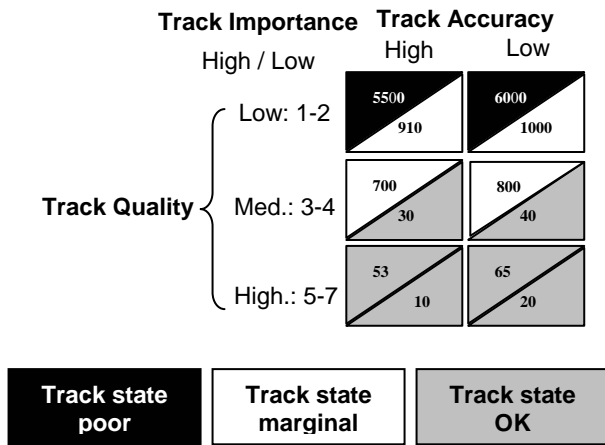 Track Importance Track Accuracy
High / Low High Low
Low: 1-2 5500 910 6000 1000
Track Quality Med.: 3-4 700 30 800 40
High.: 5-7 53 10 65 20
Track state poor
Track state marginal
Track state OK